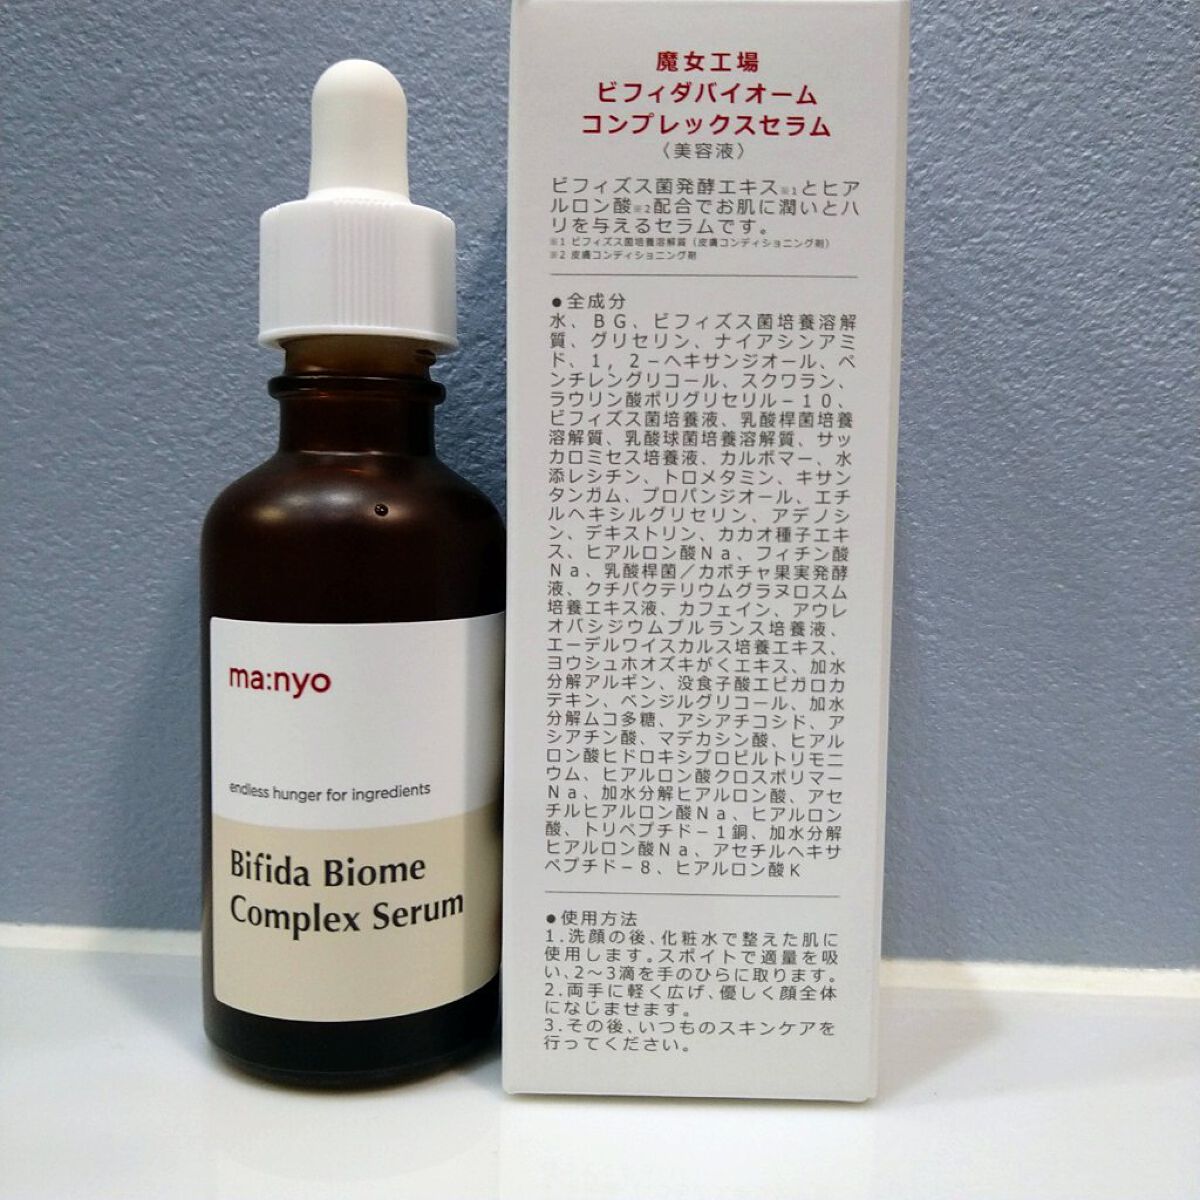 ma:nyo
endless hunger for ingredients
Bifida Biome
Complex Serum
魔女工場
ビフィダバイオーム
コンプレックスセラム
〈美容液〉
ビフィズス菌発酵エキス※1とヒア
ルロン酸※2配合でお肌に潤いとハ
リを与えるセラムです。
※1 ビフィズス菌培養溶解質（皮膚コンディショニング剤）
※2 皮膚コンディショニング剤
●全成分
水、BG、ビフィズス菌培養溶解
質、グリセリン、ナイアシンアミ
ド、1，2－ヘキサンジオール、ペ
ンチレングリコール、スクワラン、
ラウリン酸ポリグリセリル－10、
ビフィズス菌培養液、乳酸桿菌培養
溶解質、乳酸球菌培養溶解質、サッ
カロミセス培養液、カルボマー、水
添レシチン、トロメタミン、キサン
タンガム、プロパンジオール、エチ
ルヘキシルグリセリン、アデノシ
ン、デキストリン、カカオ種子エキ
ス、ヒアルロン酸Na、フィチン酸
Na、乳酸桿菌／カボチャ果実発酵
液、クチバクテリウムグラヌロスム
培養エキス液、カフェイン、アウレ
オバシジウムプルランス培養液、
エーデルワイスカルス培養エキス、
ヨウシュホオズキがくエキス、加水
分解アルギン、没食子酸エピガロカ
テキン、ベンジルグリコール、加水
分解ムコ多糖、アシアチコシド、ア
シアチン酸、マデカシン酸、ヒアル
ロン酸ヒドロキシプロピルトリモニ
ウム、ヒアルロン酸クロスポリマー
Na、加水分解ヒアルロン酸、アセ
チルヒアルロン酸Na、ヒアルロン
酸、トリペプチド－1銅、加水分解
ヒアルロン酸Na、アセチルヘキサ
ペプチド－8、ヒアルロン酸K
●使用方法
1.洗顔の後、化粧水で整えた肌に
使用します。スポイトで適量を吸
い、2〜3滴を手のひらに取ります。
2.両手に軽く広げ、優しく顔全体
になじませます。
3.その後、いつものスキンケアを
行ってください。